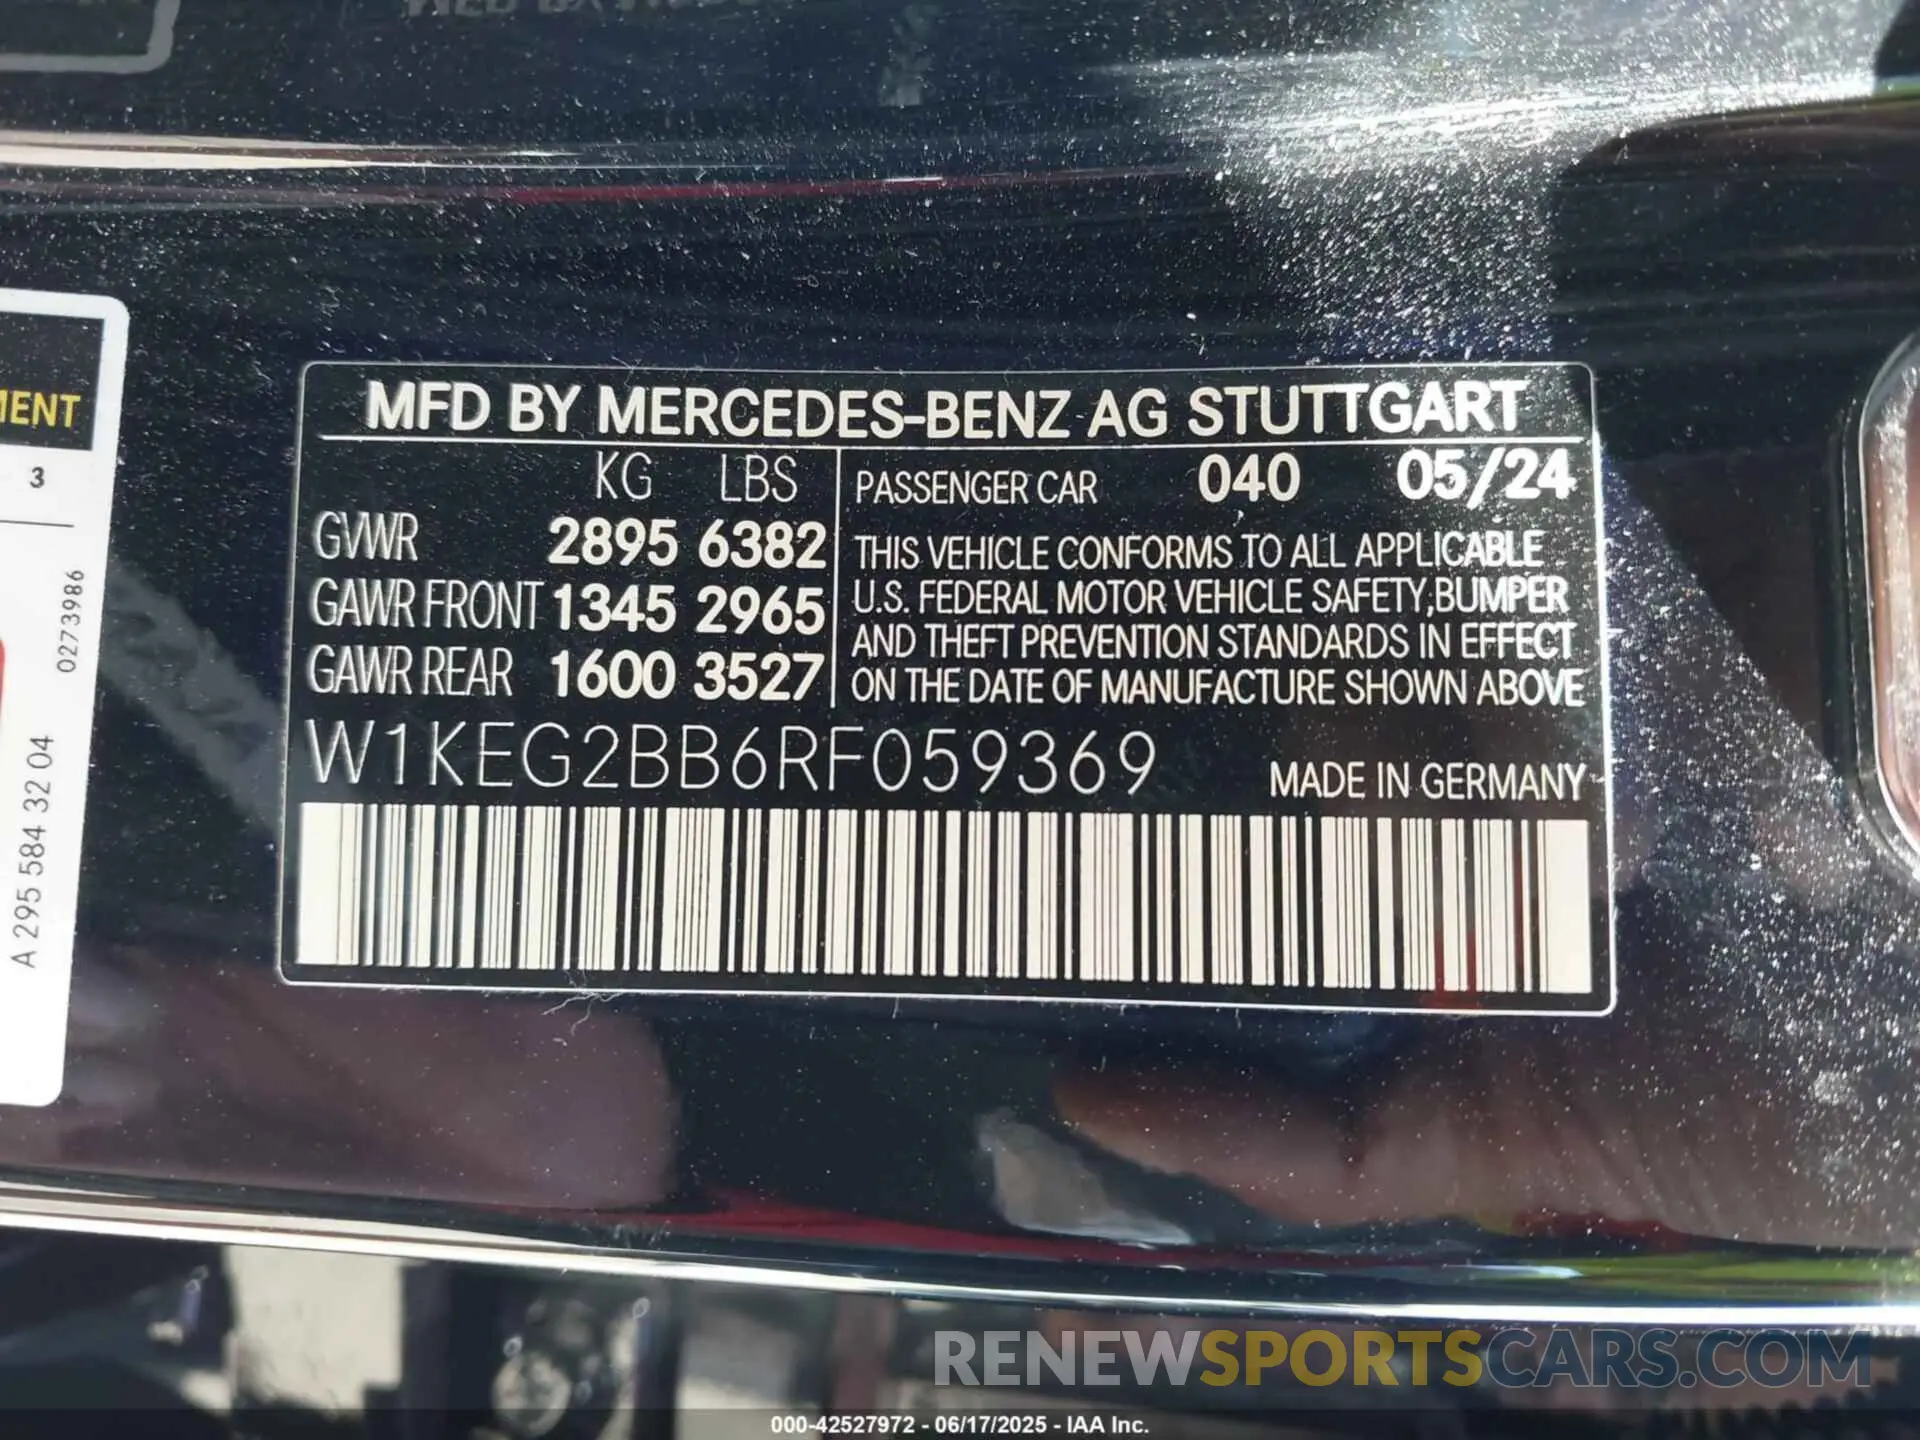 MENT
3
0273986
A 295 584 32 04
MFD BY MERCEDES-BENZ AG STUTTGART
KG LBS
GVWR 2895 6382
GAWR FRONT 1345 2965
GAWR REAR 1600 3527
PASSENGER CAR 040 05/24
THIS VEHICLE CONFORMS TO ALL APPLICABLE
U.S. FEDERAL MOTOR VEHICLE SAFETY,BUMPER
AND THEFT PREVENTION STANDARDS IN EFFECT
ON THE DATE OF MANUFACTURE SHOWN ABOVE
W1KEG2BB6RF059369
MADE IN GERMANY
RENEWSPORTSCARS.COM
000-42527972 - 06/17/2025 - IAA Inc.